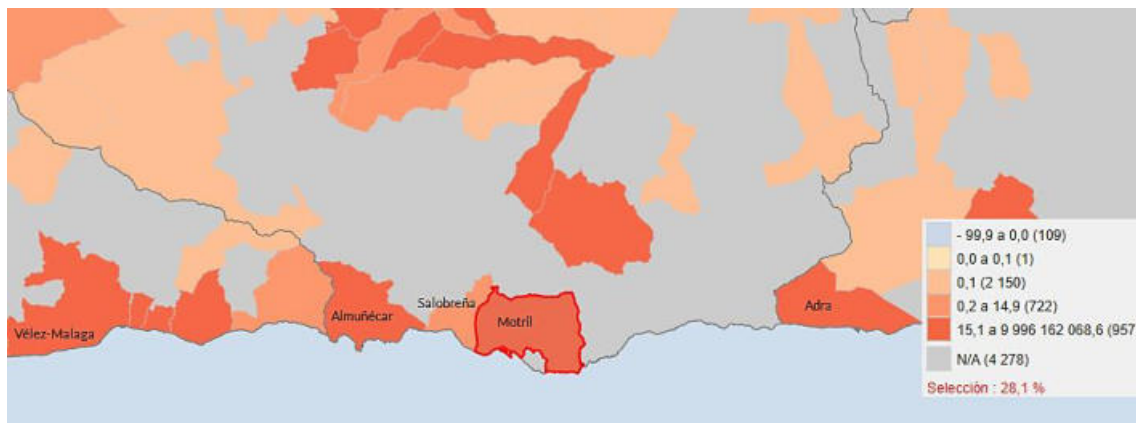 Vélez-Malaga
Almuñécar
Salobreña
Motril
Adra
- 99,9 a 0,0 (109)
0,0 a 0,1 (1)
0,1 (2 150)
0,2 a 14,9 (722)
15,1 a 9 996 162 068,6 (957
N/A (4 278)
Selección : 28,1 %